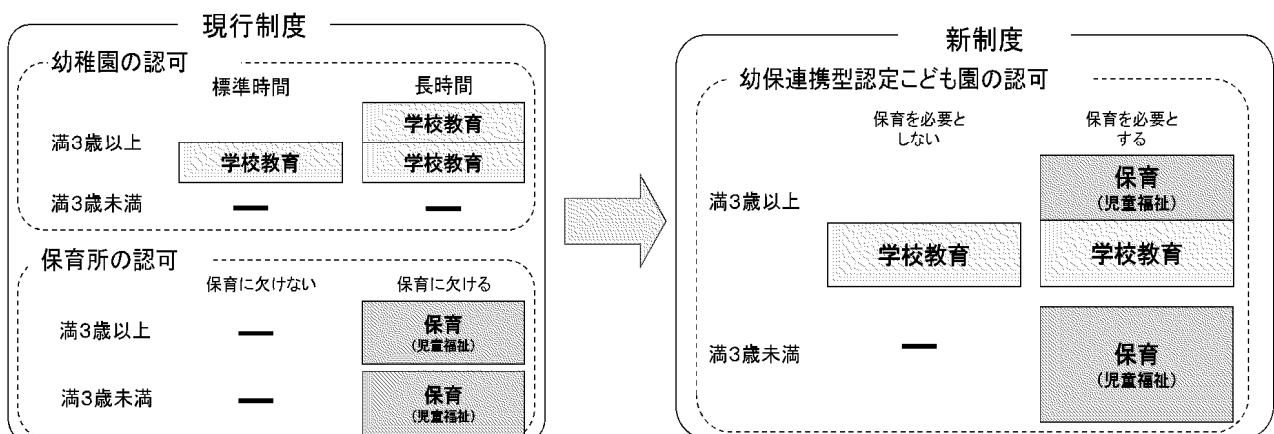 現行制度
幼稚園の認可
標準時間
長時間
満3歳以上
学校教育
学校教育
学校教育
満3歳未満
ー
ー
保育所の認可
保育に欠けない
保育に欠ける
満3歳以上
ー
保育
(児童福祉)
満3歳未満
ー
保育
(児童福祉)
新制度
幼保連携型認定こども園の認可
保育を必要と
しない
保育を必要と
する
満3歳以上
保育
(児童福祉)
学校教育
学校教育
満3歳未満
ー
保育
(児童福祉)